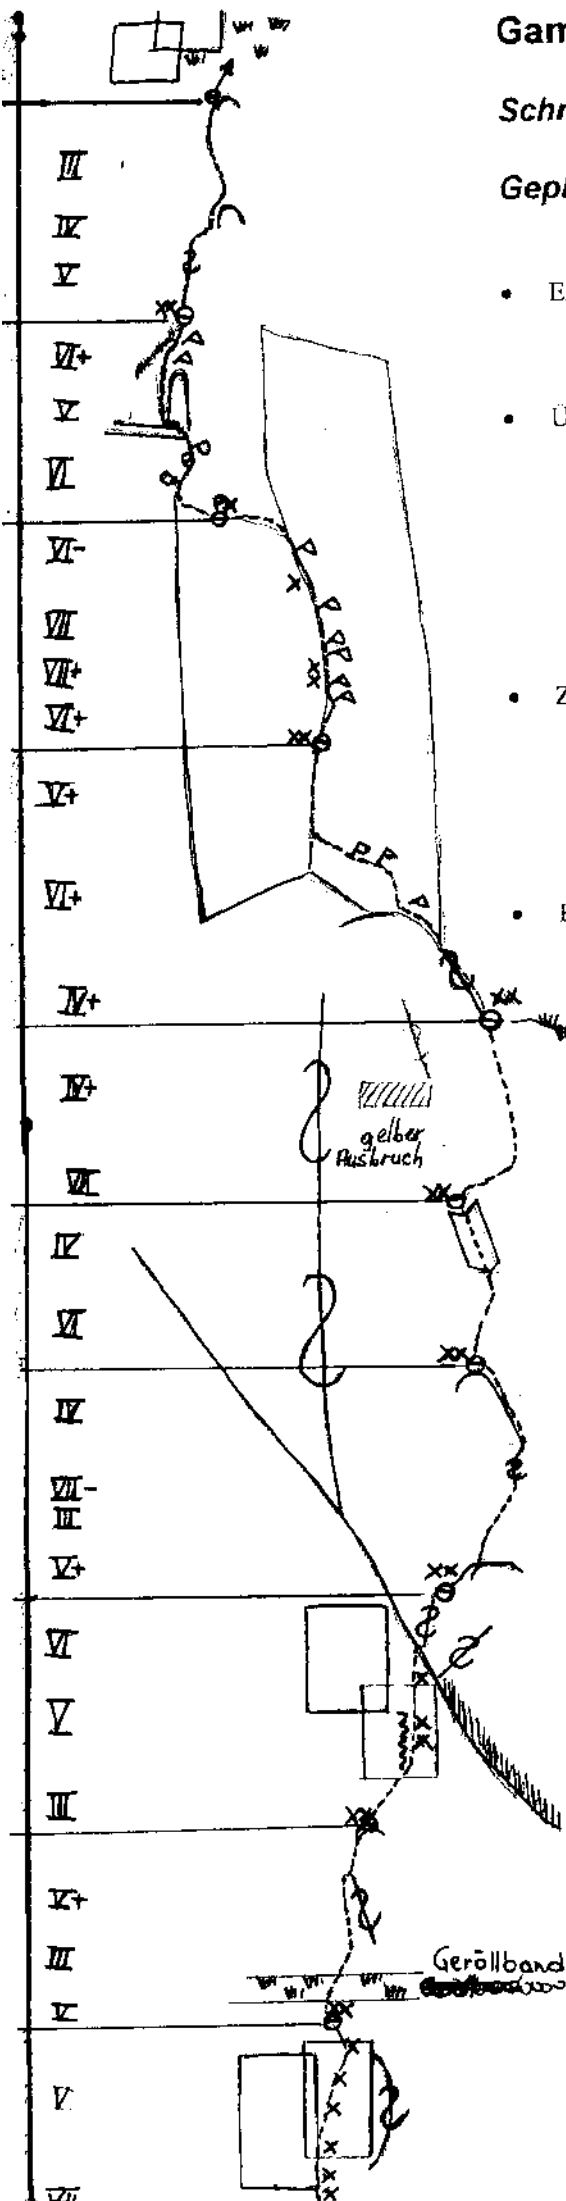 Gam
Schr
Gepl
• E
• Ü
• Z
III
IV
V
VI+
V
VI
VI-
VII
VII+
VI+
V+
VI+
IV+
IV+
gelber
Ausbruch
VI
IV
VI
IV
VII-
III
V+
VI
V
III
V+
III
Geröllband
V
V